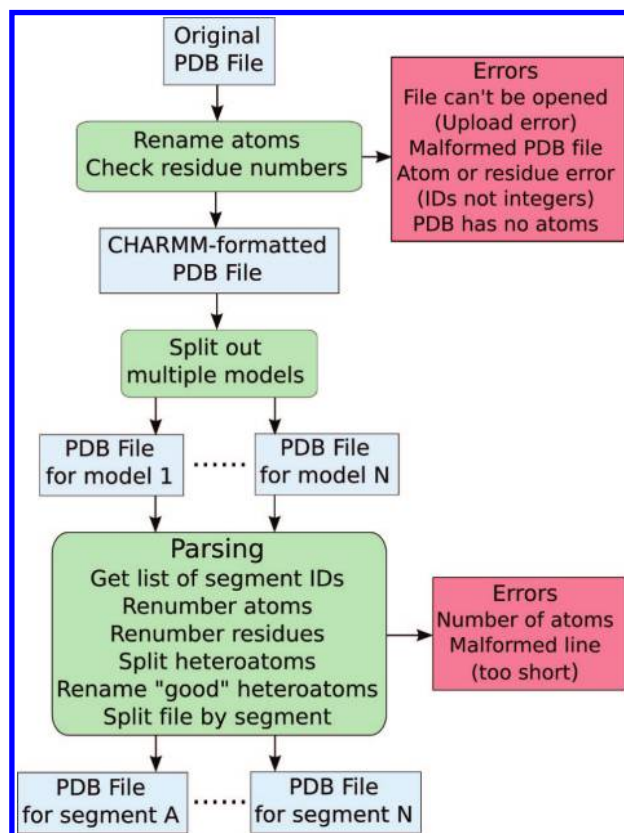 Original
PDB File
Errors
File can't be opened
(Upload error)
Malformed PDB file
Atom or residue error
(IDs not integers)
PDB has no atoms
Rename atoms
Check residue numbers
CHARMM-formatted
PDB File
Split out
multiple models
PDB File
for model 1
......
PDB File
for model N
Parsing
Get list of segment IDs
Renumber atoms
Renumber residues
Split heteroatoms
Rename "good" heteroatoms
Split file by segment
Errors
Number of atoms
Malformed line
(too short)
PDB File
for segment A
......
PDB File
for segment N